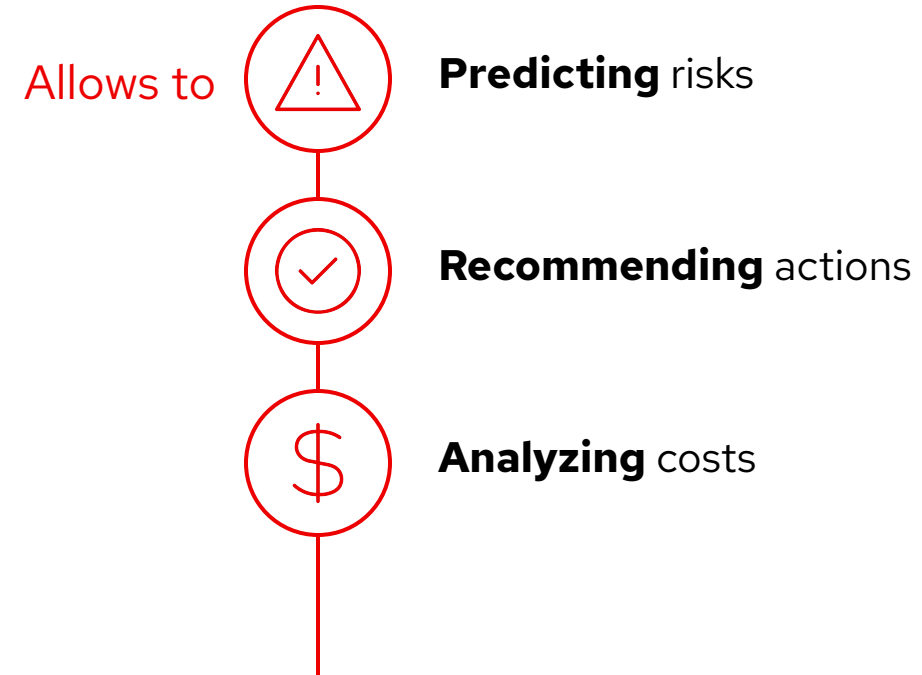 Allows to
Predicting risks
Recommending actions
Analyzing costs